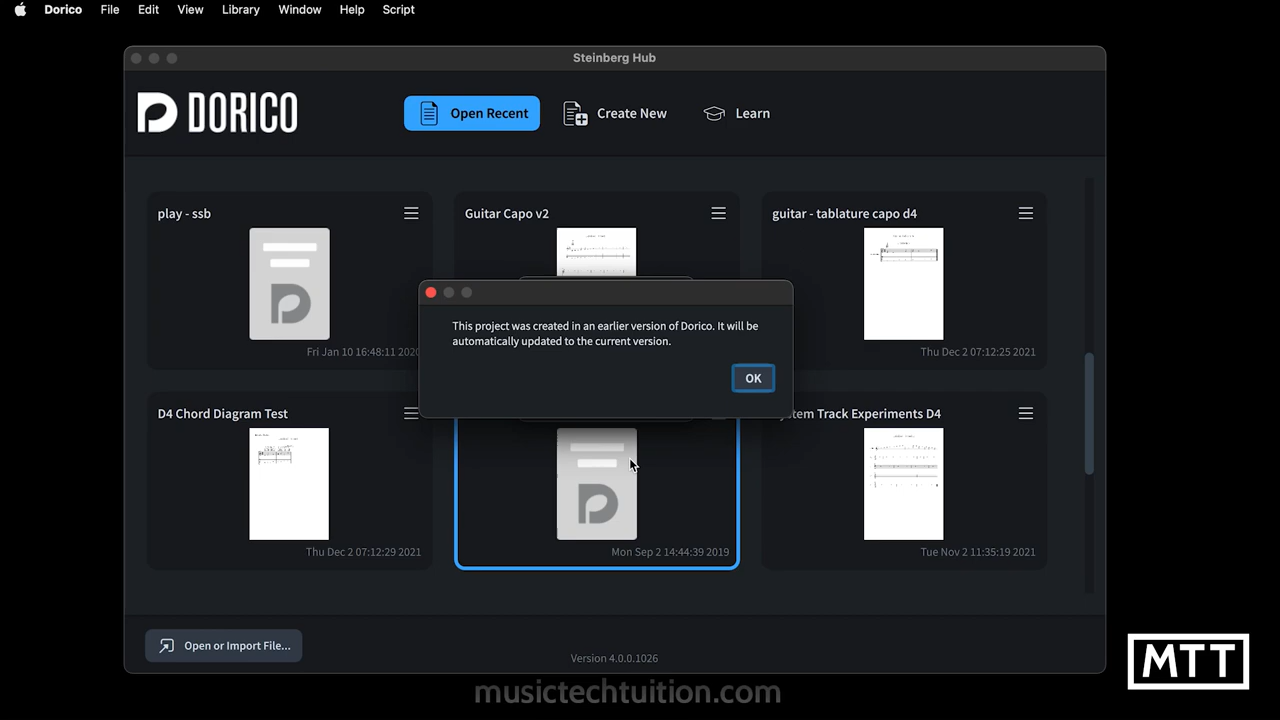 Dorico File Edit View Library Window Help Script
Steinberg Hub
DORICO
Open Recent
Create New
Learn
play - ssb
Guitar Capo v2
guitar - tablature capo d4
This project was created in an earlier version of Dorico. It will be
automatically updated to the current version.
OK
Fri Jan 10 16:48:11 202
Thu Dec 2 07:12:25 2021
D4 Chord Diagram Test
tem Track Experiments D4
Thu Dec 2 07:12:29 2021
Mon Sep 2 14:44:39 2019
Tue Nov 2 11:35:19 2021
Open or Import File...
Version 4.0.0.1026
MTT
musictechtuition.com